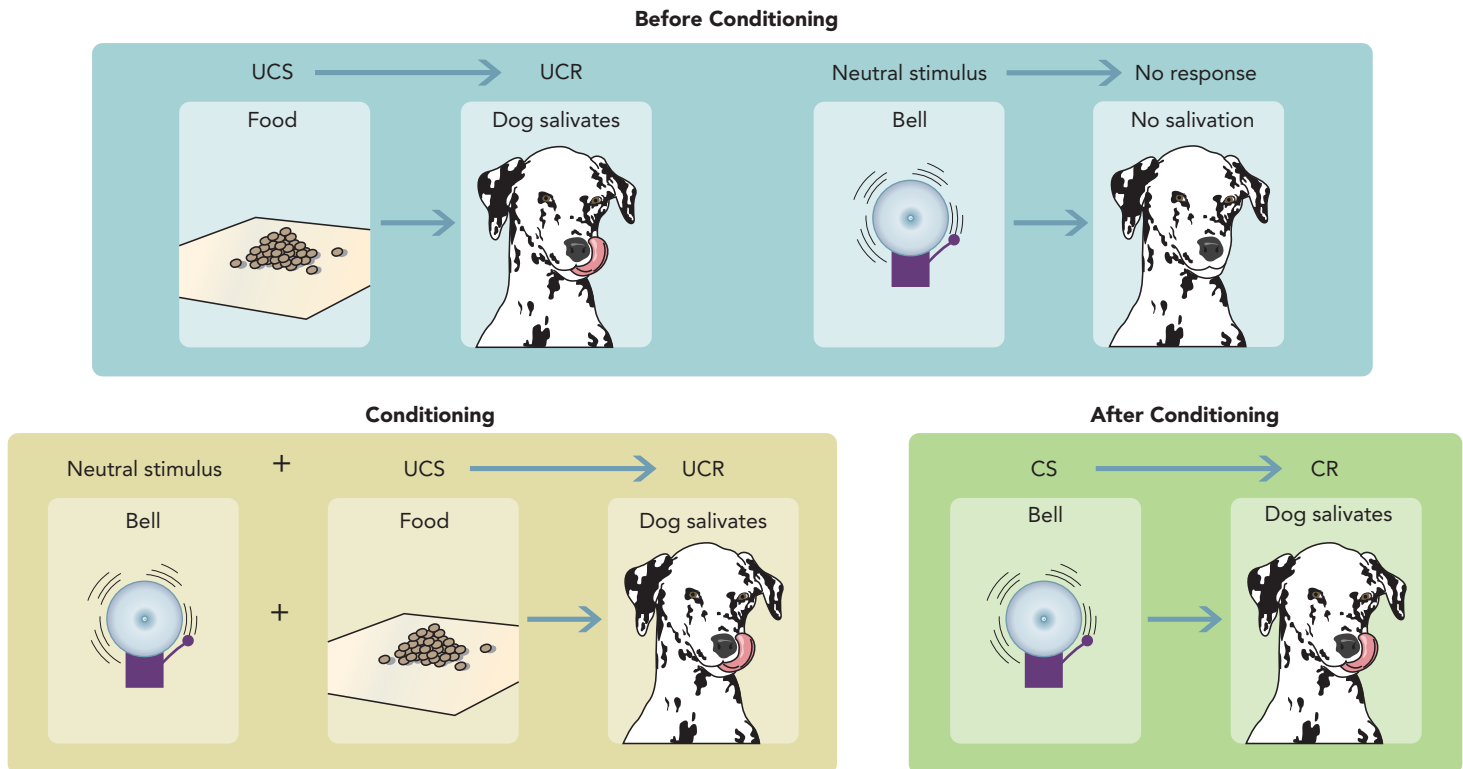 Before Conditioning
UCS UCR Neutral stimulus No response
Food Dog salivates Bell No salivation
Conditioning
Neutral stimulus + UCS UCR
Bell Food Dog salivates
+
After Conditioning
CS CR
Bell Dog salivates